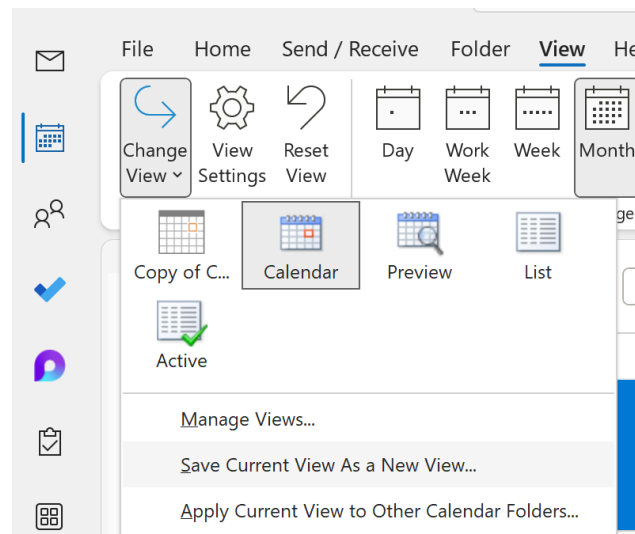 File Home Send / Receive Folder View He
Change View Reset Day Work Week Month
View Settings View Week
ge
Copy of C... Calendar Preview List
Active
Manage Views...
Save Current View As a New View...
Apply Current View to Other Calendar Folders...